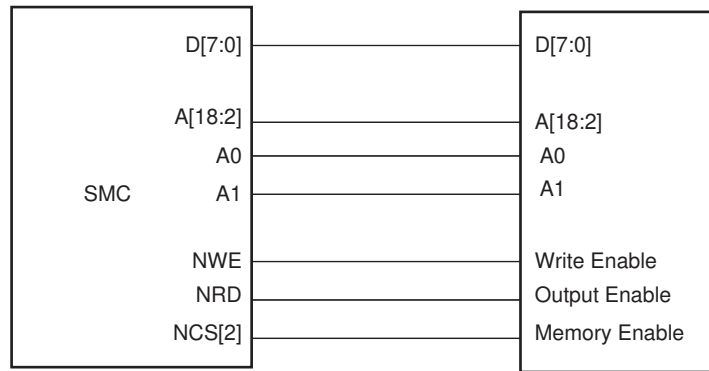 D[7:0] D[7:0]
A[18:2] A[18:2]
A0 A0
SMC A1 A1
NWE Write Enable
NRD Output Enable
NCS[2] Memory Enable